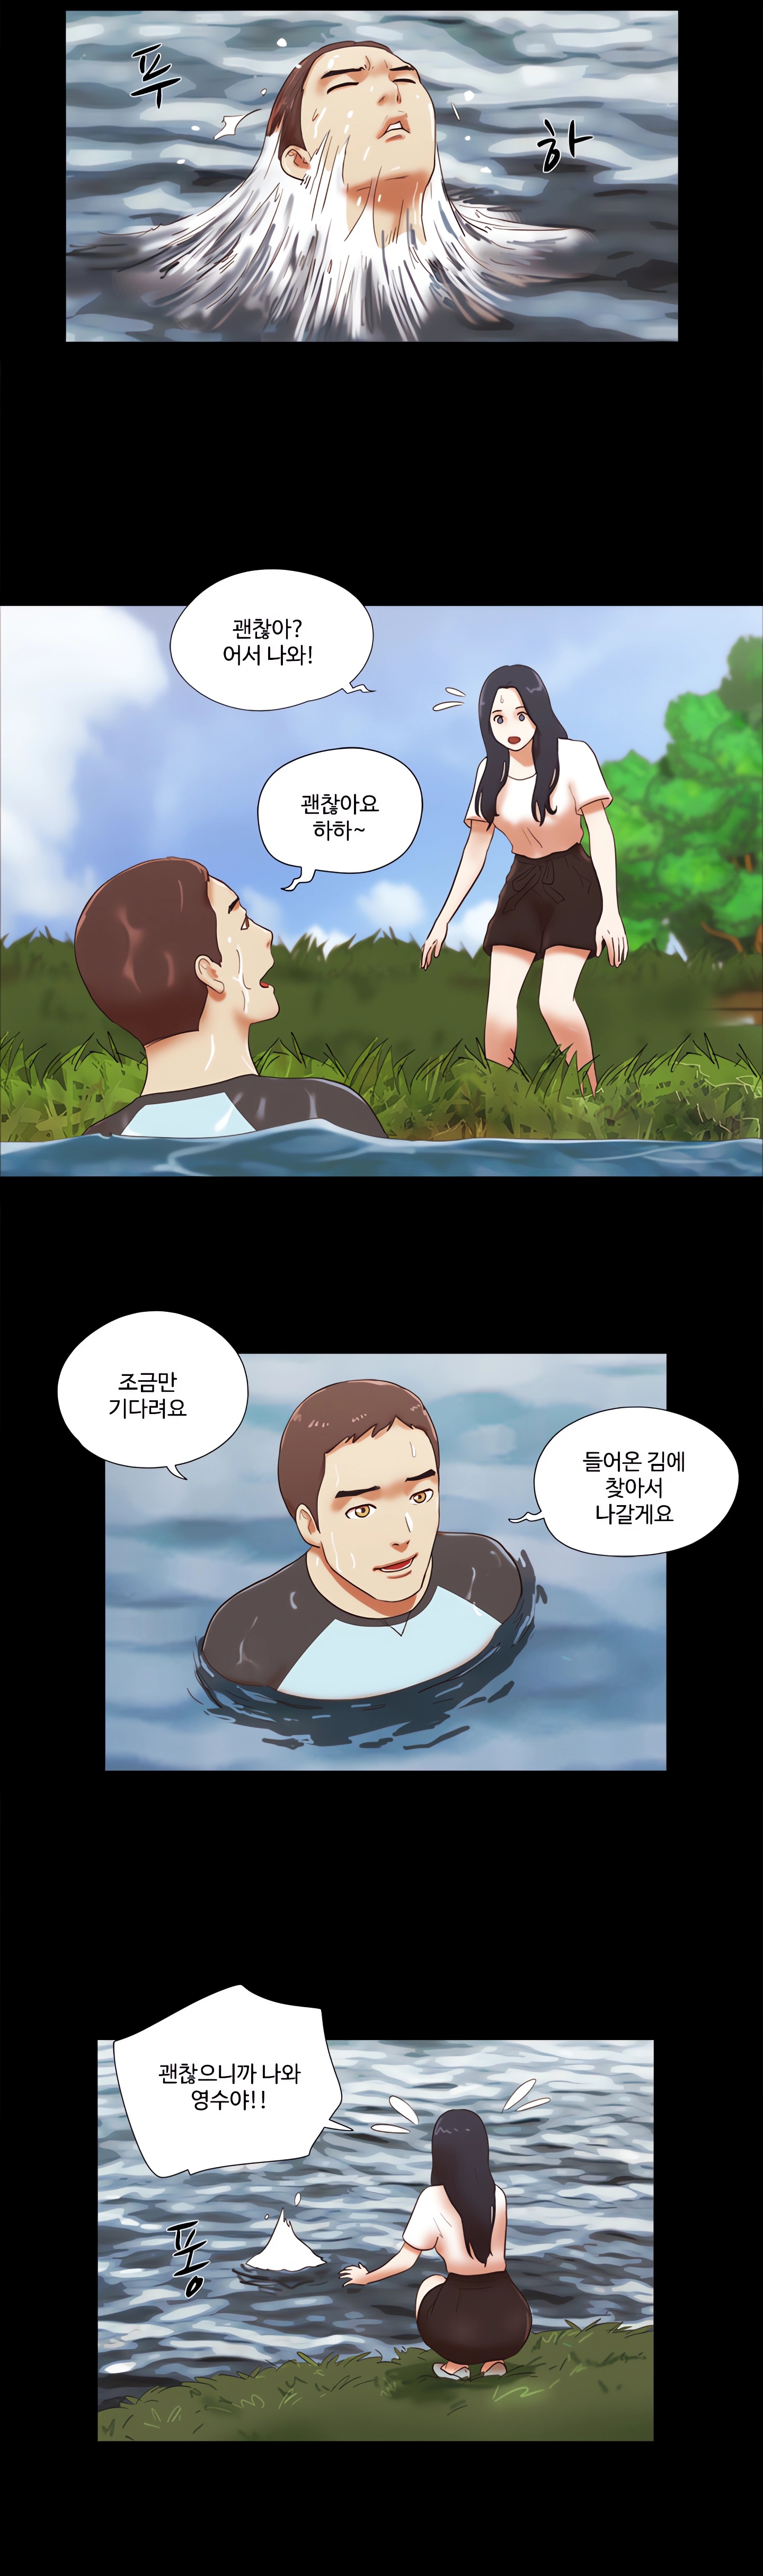 푸
하
괜찮아?
어서 나와!
괜찮아요
하하~
조금만
기다려요
들어온 김에
찾아서
나갈게요
괜찮으니까 나와
영수야!!
퐁